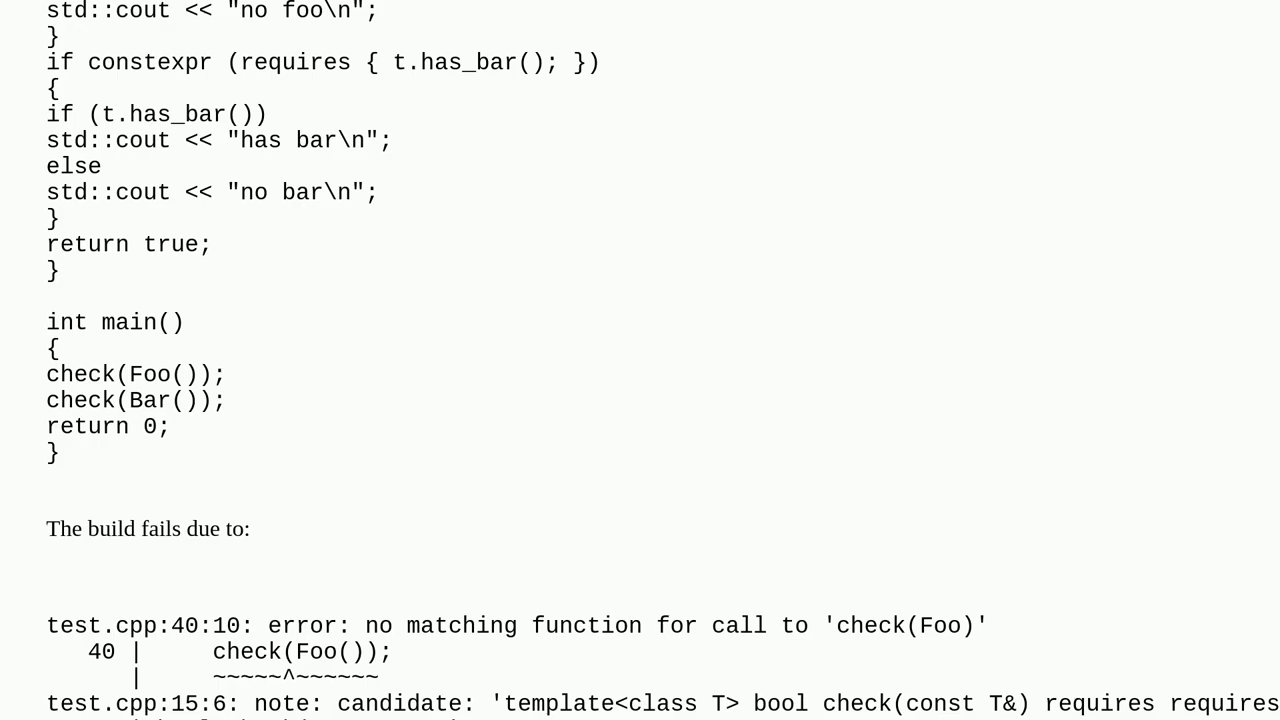 std::cout << "no foo\n";
}
if constexpr (requires { t.has_bar(); })
{
if (t.has_bar())
std::cout << "has bar\n";
else
std::cout << "no bar\n";
}
return true;
}

int main()
{
check(Foo());
check(Bar());
return 0;
}

The build fails due to:

test.cpp:40:10: error: no matching function for call to 'check(Foo)'
   40 |     check(Foo());
      |     ~~~~~^~~~~~~
test.cpp:15:6: note: candidate: 'template<class T> bool check(const T&) requires requires